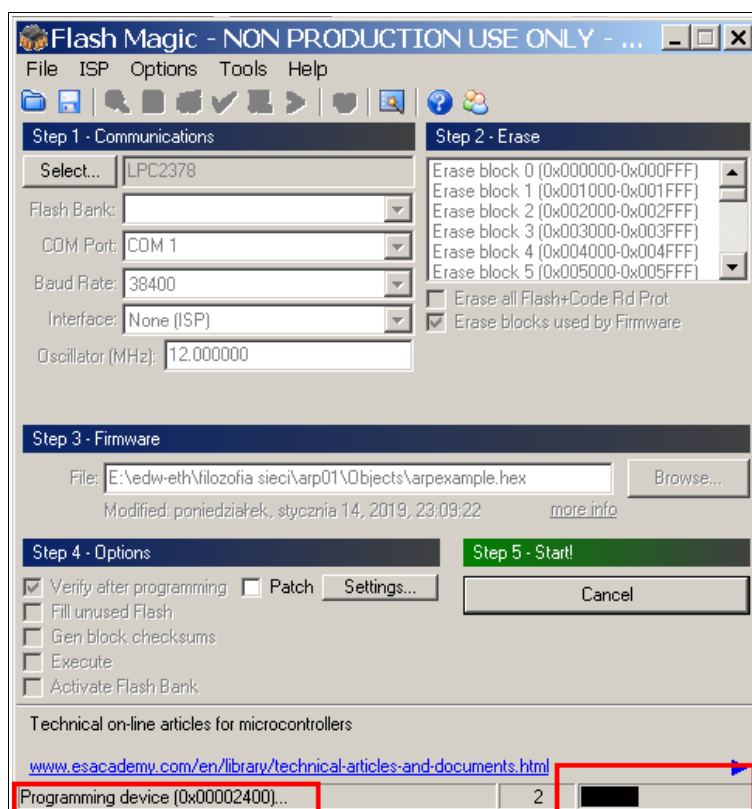 Flash Magic - NON PRODUCTION USE ONLY - ...
File ISP Options Tools Help
Step 1 - Communications
Select... LPC2378
Flash Bank:
COM Port: COM 1
Baud Rate: 38400
Interface: None (ISP)
Oscillator (MHz): 12.000000
Step 2 - Erase
Erase block 0 (0x000000-0x000FFF)
Erase block 1 (0x001000-0x001FFF)
Erase block 2 (0x002000-0x002FFF)
Erase block 3 (0x003000-0x003FFF)
Erase block 4 (0x004000-0x004FFF)
Erase block 5 (0x005000-0x005FFF)
Erase all Flash+Code Rd Prot
Erase blocks used by Firmware
Step 3 - Firmware
File: E:\edw-eth\filozofia sieci\arp01\Objects\arpexample.hex Browse...
Modified: poniedziałek, stycznia 14, 2019, 23:09:22 more info
Step 4 - Options
Verify after programming Patch Settings...
Fill unused Flash
Gen block checksums
Execute
Activate Flash Bank
Step 5 - Start!
Cancel
Technical on-line articles for microcontrollers
www.esacademy.com/en/library/technical-articles-and-documents.html
Programming device (0x00002400)... 2